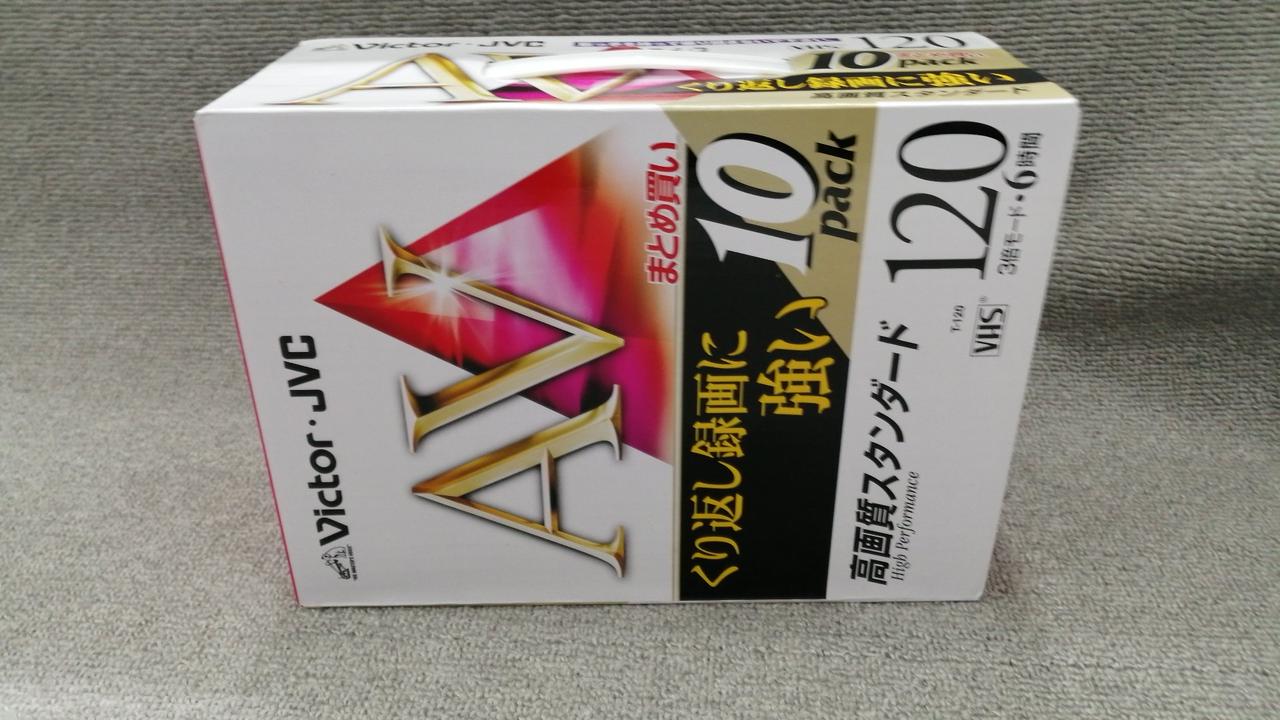 Victor・JVC
AV
まとめ買い
10
pack
くり返し録画に
強い
高画質スタンダード
High Performance
120
3倍モード・6時間
T-120
VHS
Victor・JVC
AV
VHS 120
10 pack
くり返し録画に強い
高画質スタンダード